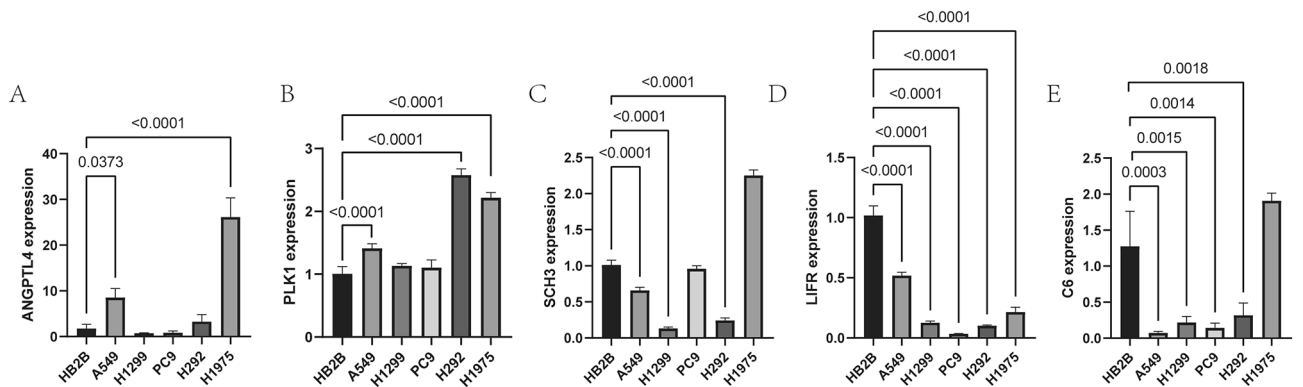 A
ANGPTL4 expression
40
30
20
10
0
0.0373
<0.0001
HB2B
A549
H1299
PC9
H292
H1975
B
PLK1 expression
3
2
1
0
<0.0001
<0.0001
<0.0001
HB2B
A549
H1299
PC9
H292
H1975
C
SCH3 expression
2.5
2.0
1.5
1.0
0.5
0.0
<0.0001
<0.0001
<0.0001
HB2B
A549
H1299
PC9
H292
H1975
D
LIFR expression
1.5
1.0
0.5
0.0
<0.0001
<0.0001
<0.0001
<0.0001
<0.0001
HB2B
A549
H1299
PC9
H292
H1975
E
C6 expression
2.5
2.0
1.5
1.0
0.5
0.0
0.0018
0.0014
0.0015
0.0003
HB2B
A549
H1299
PC9
H292
H1975